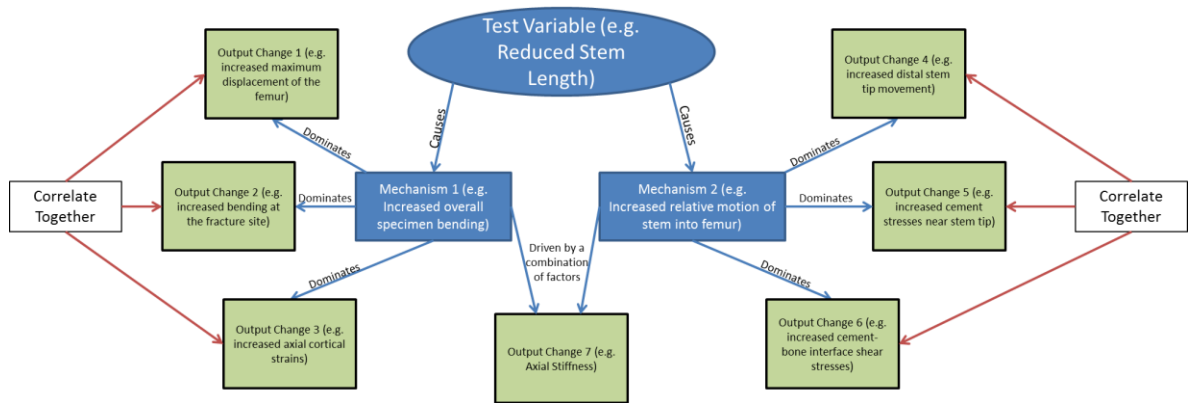 Test Variable (e.g.
Reduced Stem
Length)
Output Change 1 (e.g.
increased maximum
displacement of the
femur)
Output Change 4 (e.g.
increased distal stem
tip movement)
Causes
Causes
Dominates
Dominates
Correlate
Together
Output Change 2 (e.g.
increased bending at
the fracture site)
Dominates
Mechanism 1 (e.g.
Increased overall
specimen bending)
Mechanism 2 (e.g.
Increased relative motion of
stem into femur)
Dominates
Output Change 5 (e.g.
increased cement
stresses near stem tip)
Correlate
Together
Driven by a
combination
of factors
Dominates
Dominates
Output Change 3 (e.g.
increased axial cortical
strains)
Output Change 7 (e.g.
Axial Stiffness)
Output Change 6 (e.g.
increased cement-
bone interface shear
stresses)